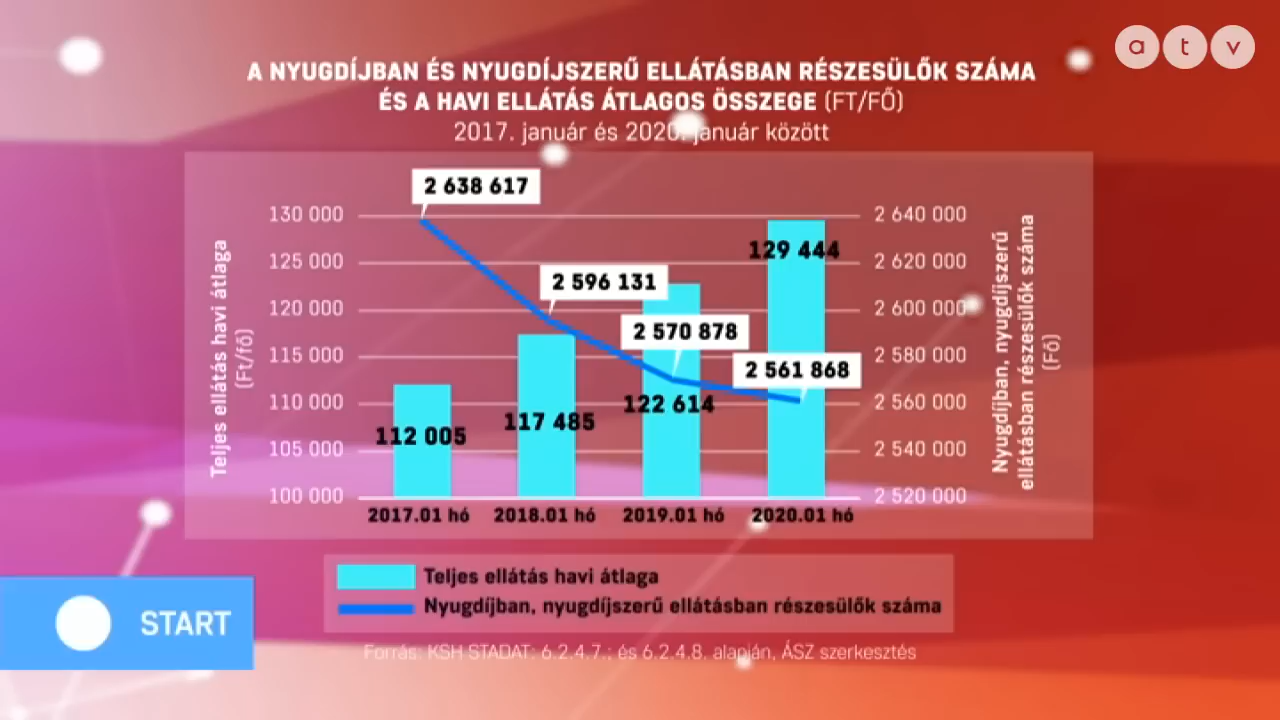 atv
A NYUGDÍJBAN ÉS NYUGDÍJSZERŰ ELLÁTÁSBAN RÉSZESÜLŐK SZÁMA
ÉS A HAVI ELLÁTÁS ÁTLAGOS ÖSSZEGE (FT/FŐ)
2017. január és 2020. január között
Teljes ellátás havi átlaga
(Ft/fő)
130 000
125 000
120 000
115 000
110 000
105 000
100 000
2 638 617
2 596 131
2 570 878
2 561 868
112 005
117 485
122 614
129 444
2017.01 hó
2018.01 hó
2019.01 hó
2020.01 hó
2 640 000
2 620 000
2 600 000
2 580 000
2 560 000
2 540 000
2 520 000
Nyugdíjban, nyugdíjszerű
ellátásban részesülők száma
(Fő)
Teljes ellátás havi átlaga
Nyugdíjban, nyugdíjszerű ellátásban részesülők száma
START
Forrás: KSH STADAT: 6.2.4.7.; és 6.2.4.8. alapján, ÁSZ szerkesztés